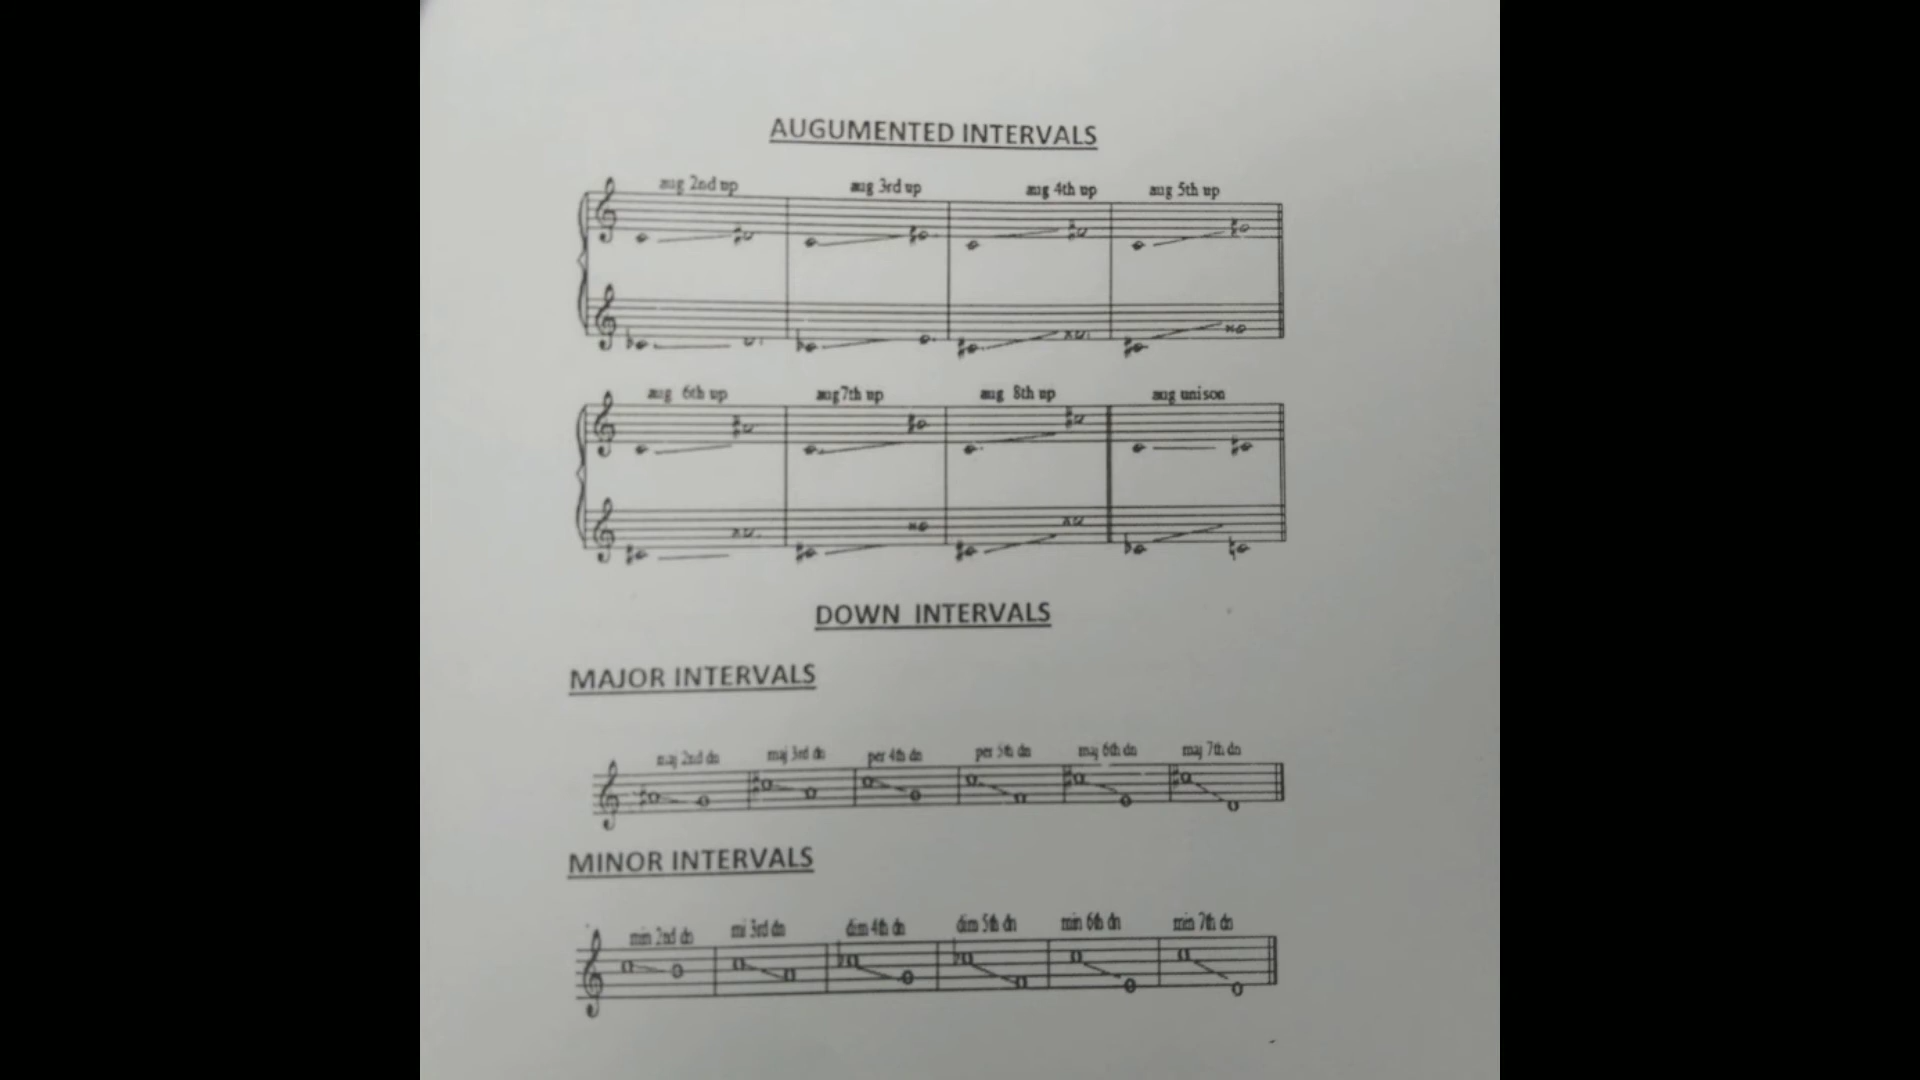 AUGUMENTED INTERVALS
aug 2nd up aug 3rd up aug 4th up aug 5th up
aug 6th up aug7th up aug 8th up aug unison
DOWN INTERVALS
MAJOR INTERVALS
maj 2nd dn maj 3rd dn per 4th dn per 5th dn maj 6th dn maj 7th dn
MINOR INTERVALS
min 2nd dn mi 3rd dn dim 4th dn dim 5th dn min 6th dn min 7th dn